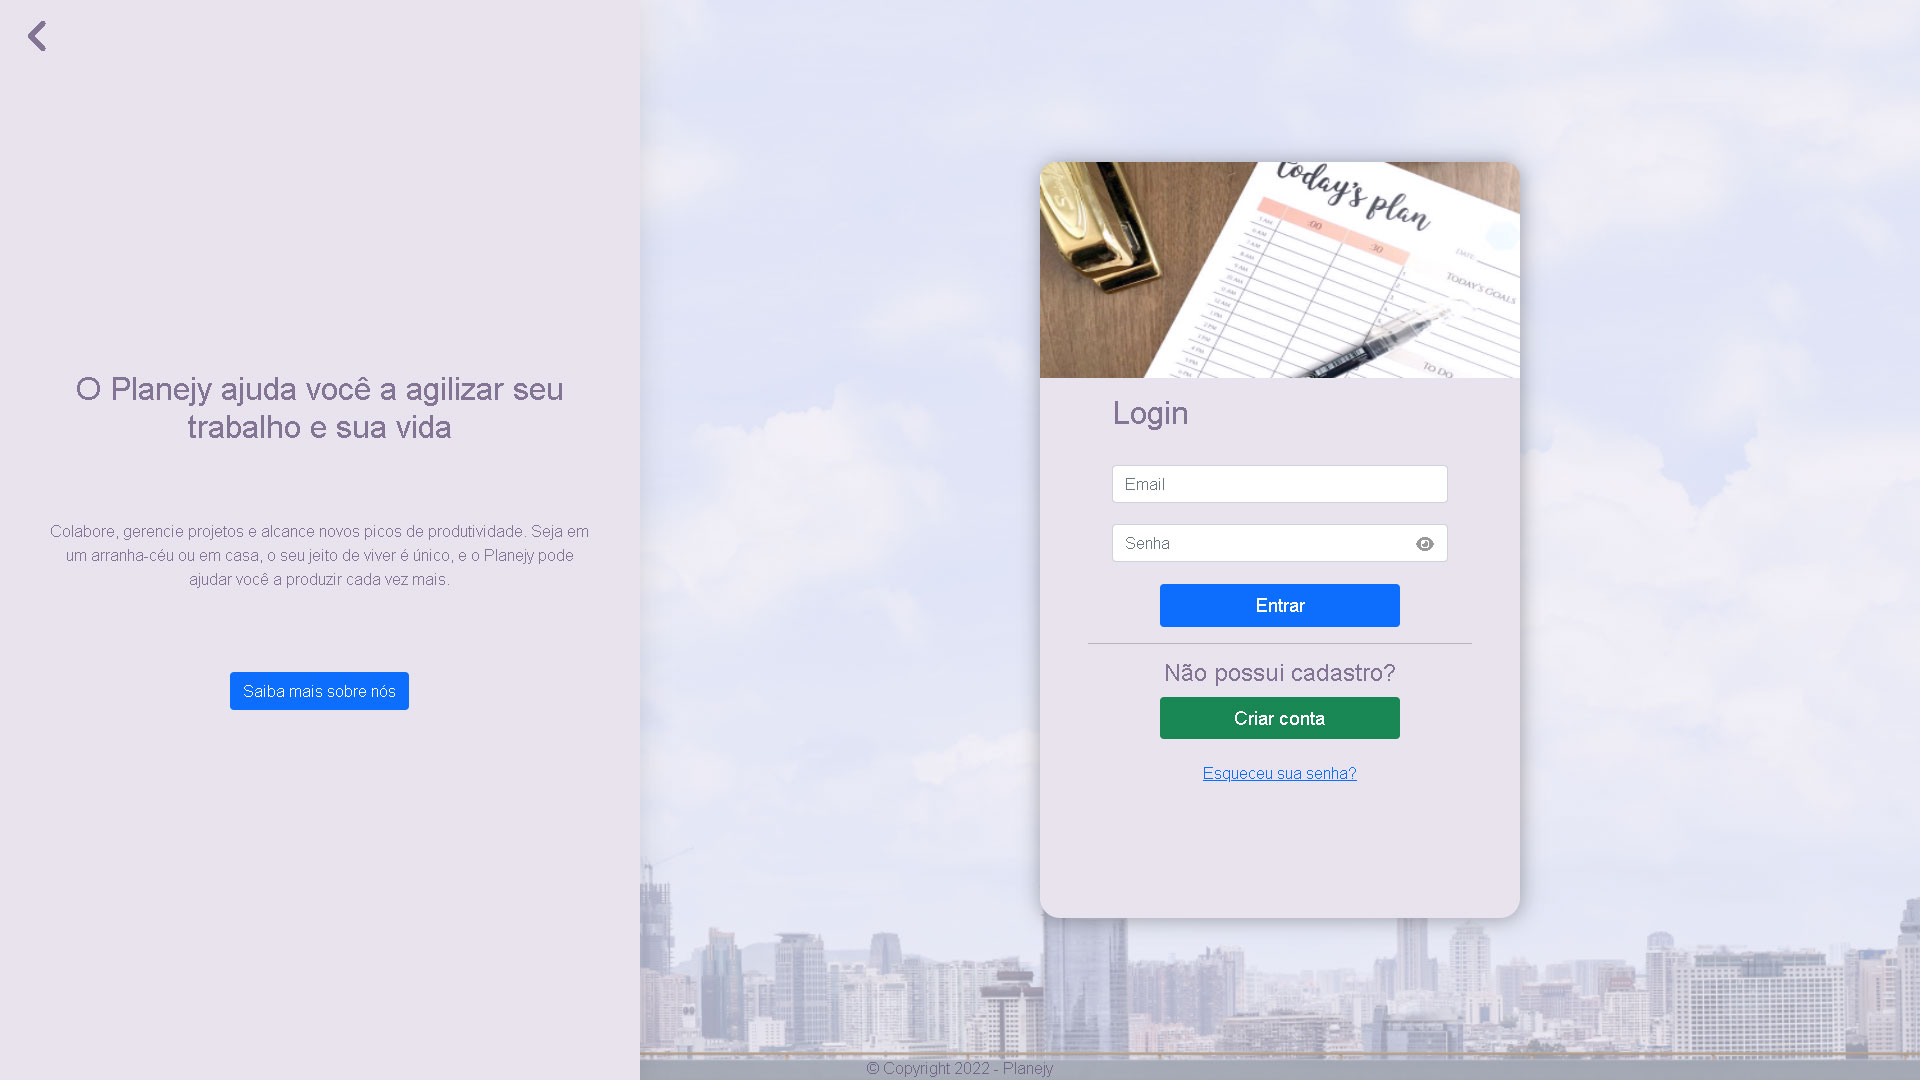 O Planejy ajuda você a agilizar seu
trabalho e sua vida
Colabore, gerencie projetos e alcance novos picos de produtividade. Seja em
um arranha-céu ou em casa, o seu jeito de viver é único, e o Planejy pode
ajudar você a produzir cada vez mais.
Saiba mais sobre nós
today's plan
:00
:30
DATE:
TODAY'S GOALS
TO DO
Login
Email
Senha
Entrar
Não possui cadastro?
Criar conta
Esqueceu sua senha?
© Copyright 2022 - Planejy